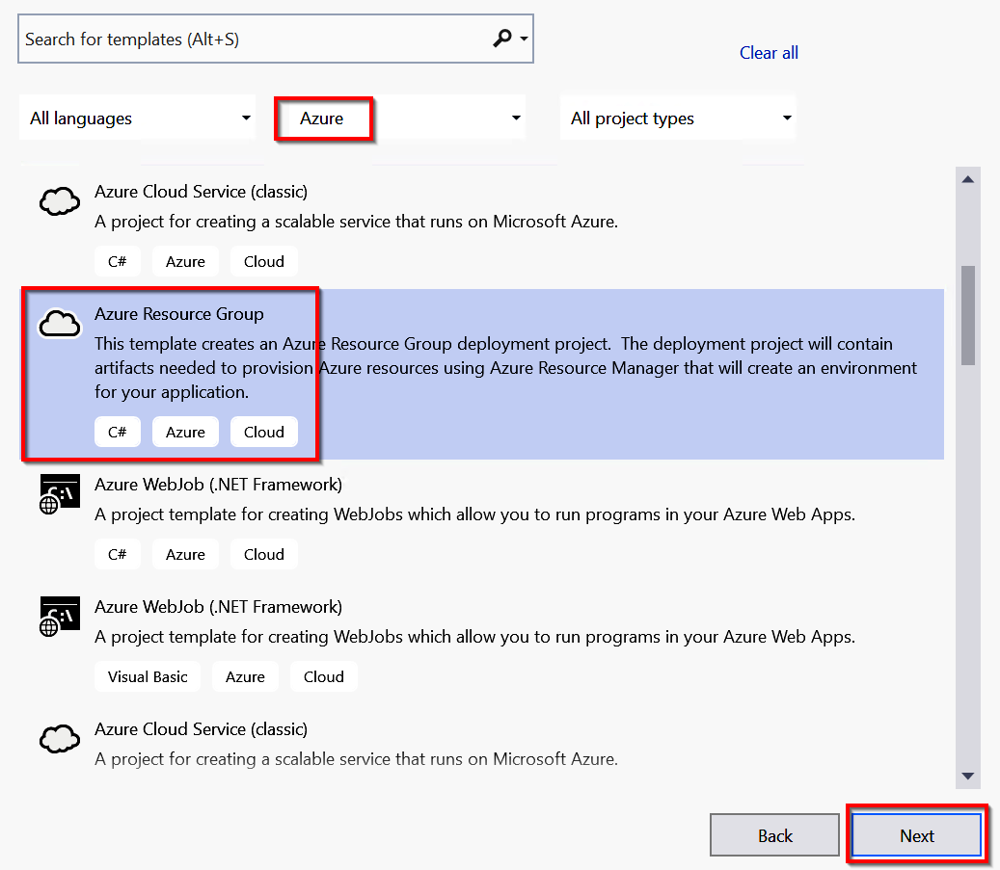 Search for templates (Alt+S)
Clear all
All languages
Azure
All project types
Azure Cloud Service (classic)
A project for creating a scalable service that runs on Microsoft Azure.
C#
Azure
Cloud
Azure Resource Group
This template creates an Azure Resource Group deployment project.  The deployment project will contain
artifacts needed to provision Azure resources using Azure Resource Manager that will create an environment
for your application.
C#
Azure
Cloud
Azure WebJob (.NET Framework)
A project template for creating WebJobs which allow you to run programs in your Azure Web Apps.
C#
Azure
Cloud
Azure WebJob (.NET Framework)
A project template for creating WebJobs which allow you to run programs in your Azure Web Apps.
Visual Basic
Azure
Cloud
Azure Cloud Service (classic)
A project for creating a scalable service that runs on Microsoft Azure.
Back
Next